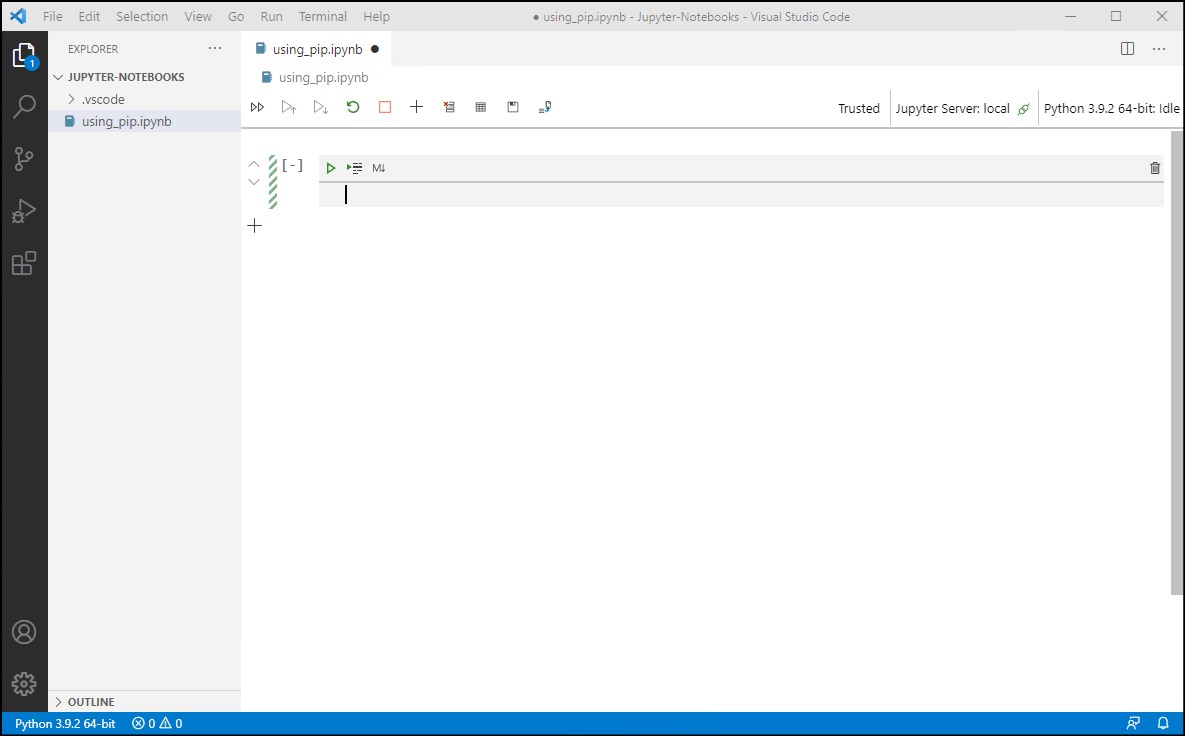 File Edit Selection View Go Run Terminal Help
● using_pip.ipynb - Jupyter-Notebooks - Visual Studio Code
EXPLORER
1
JUPYTER-NOTEBOOKS
.vscode
using_pip.ipynb
OUTLINE
using_pip.ipynb ●
using_pip.ipynb
Trusted
Jupyter Server: local
Python 3.9.2 64-bit: Idle
[-]
M↓
Python 3.9.2 64-bit 0 0